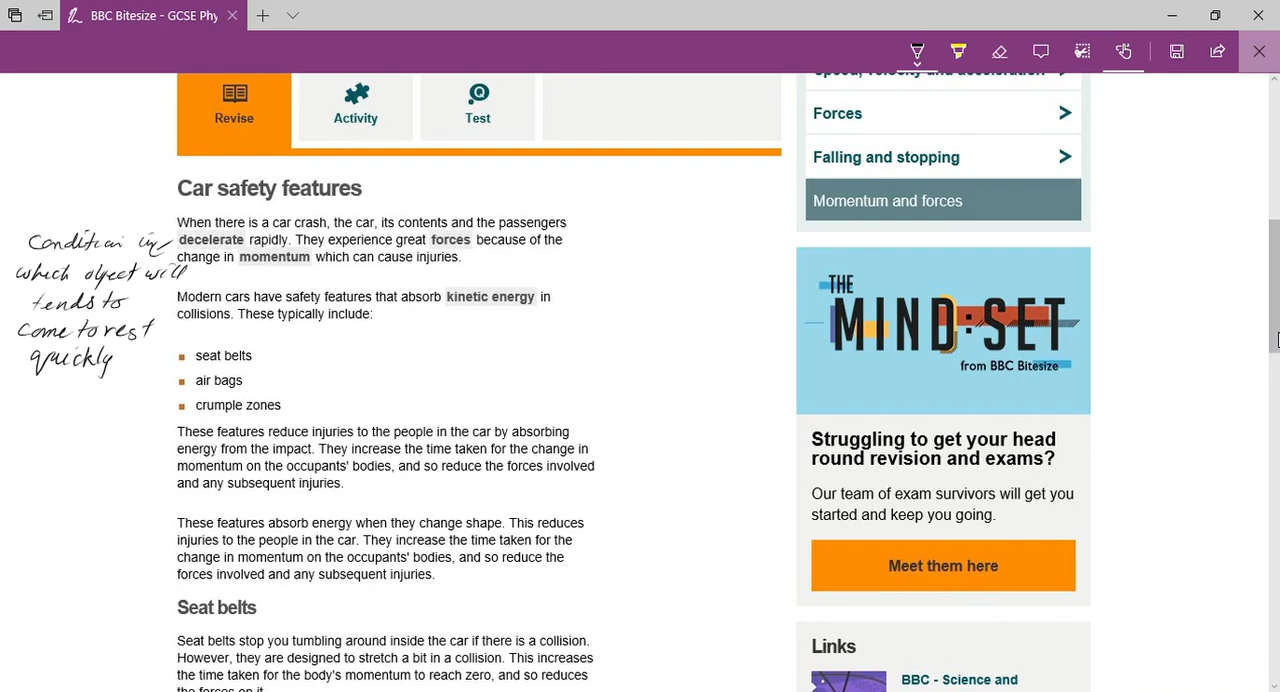 BBC Bitesize - GCSE Phy
Speed, velocity and deceleration
Revise
Activity
Test
Forces
Falling and stopping
Momentum and forces
Car safety features
When there is a car crash, the car, its contents and the passengers
decelerate rapidly. They experience great forces because of the
change in momentum which can cause injuries.
Condition in
which object will
tends to
come to rest
quickly
Modern cars have safety features that absorb kinetic energy in
collisions. These typically include:
seat belts
air bags
crumple zones
These features reduce injuries to the people in the car by absorbing
energy from the impact. They increase the time taken for the change in
momentum on the occupants' bodies, and so reduce the forces involved
and any subsequent injuries.
These features absorb energy when they change shape. This reduces
injuries to the people in the car. They increase the time taken for the
change in momentum on the occupants' bodies, and so reduce the
forces involved and any subsequent injuries.
Seat belts
Seat belts stop you tumbling around inside the car if there is a collision.
However, they are designed to stretch a bit in a collision. This increases
the time taken for the body's momentum to reach zero, and so reduces
the forces on it.
THE
MIND:SET
from BBC Bitesize
Struggling to get your head
round revision and exams?
Our team of exam survivors will get you
started and keep you going.
Meet them here
Links
BBC - Science and